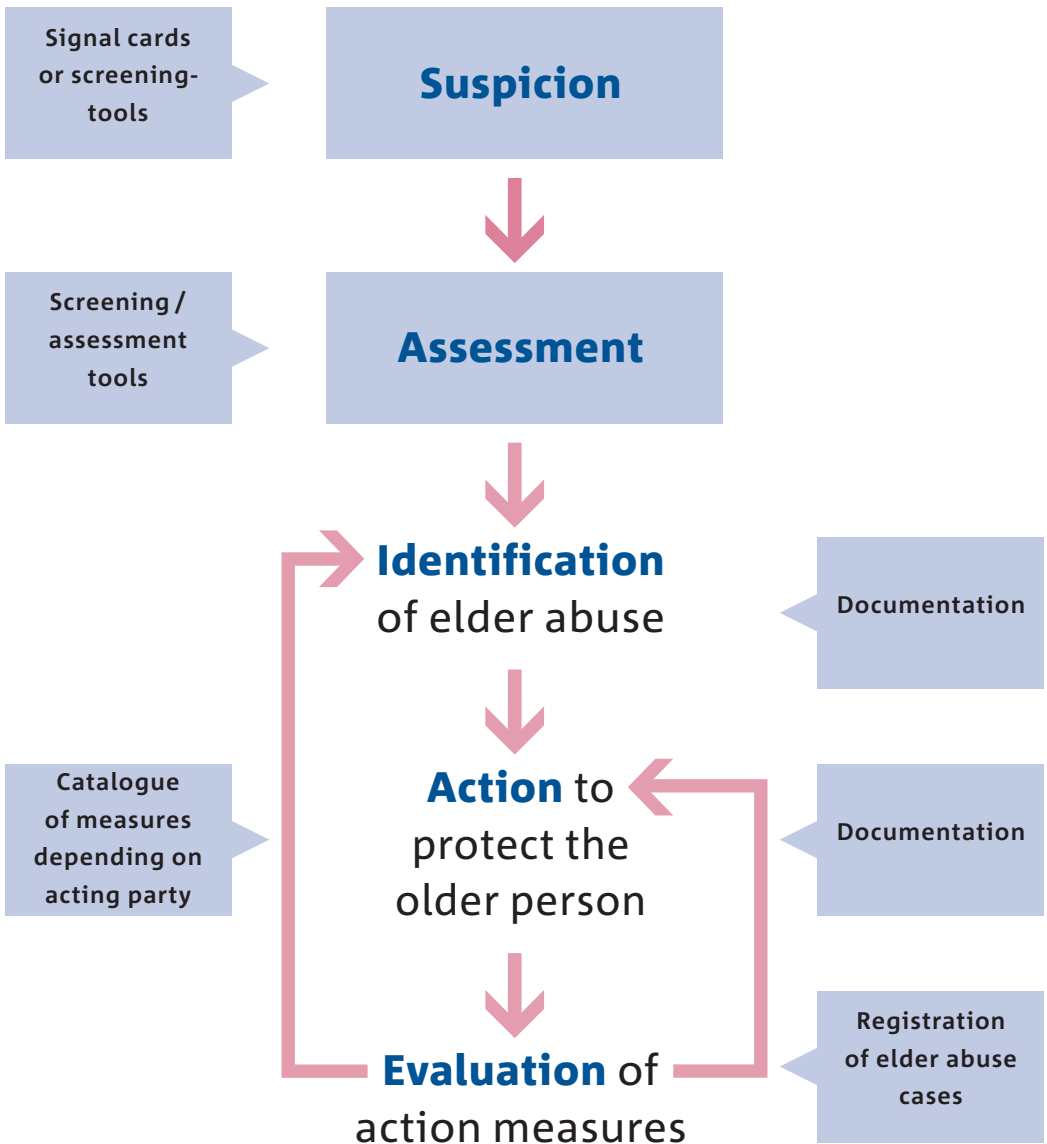 Signal cards
or screening-
tools
Suspicion
Screening /
assessment
tools
Assessment
Identification
of elder abuse
Documentation
Catalogue
of measures
depending on
acting party
Action to
protect the
older person
Documentation
Evaluation of
action measures
Registration
of elder abuse
cases